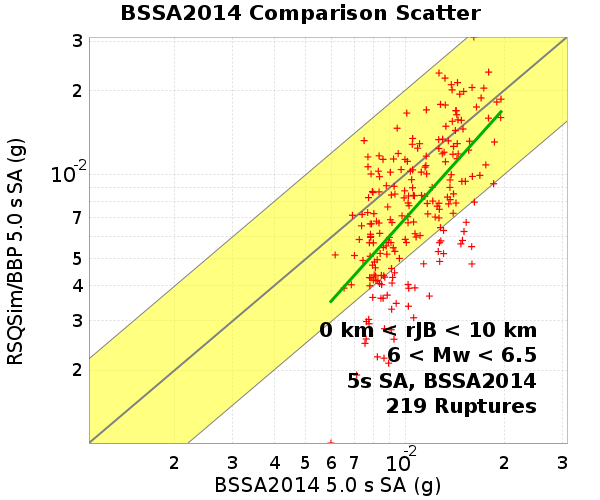 BSSA2014 Comparison Scatter
RSQSim/BBP 5.0 s SA (g)
3
2
10-2
7
5
4
3
2
0 km < rJB < 10 km
6 < Mw < 6.5
5s SA, BSSA2014
219 Ruptures
2 3 4 5 6 7 10-2 2 3
BSSA2014 5.0 s SA (g)